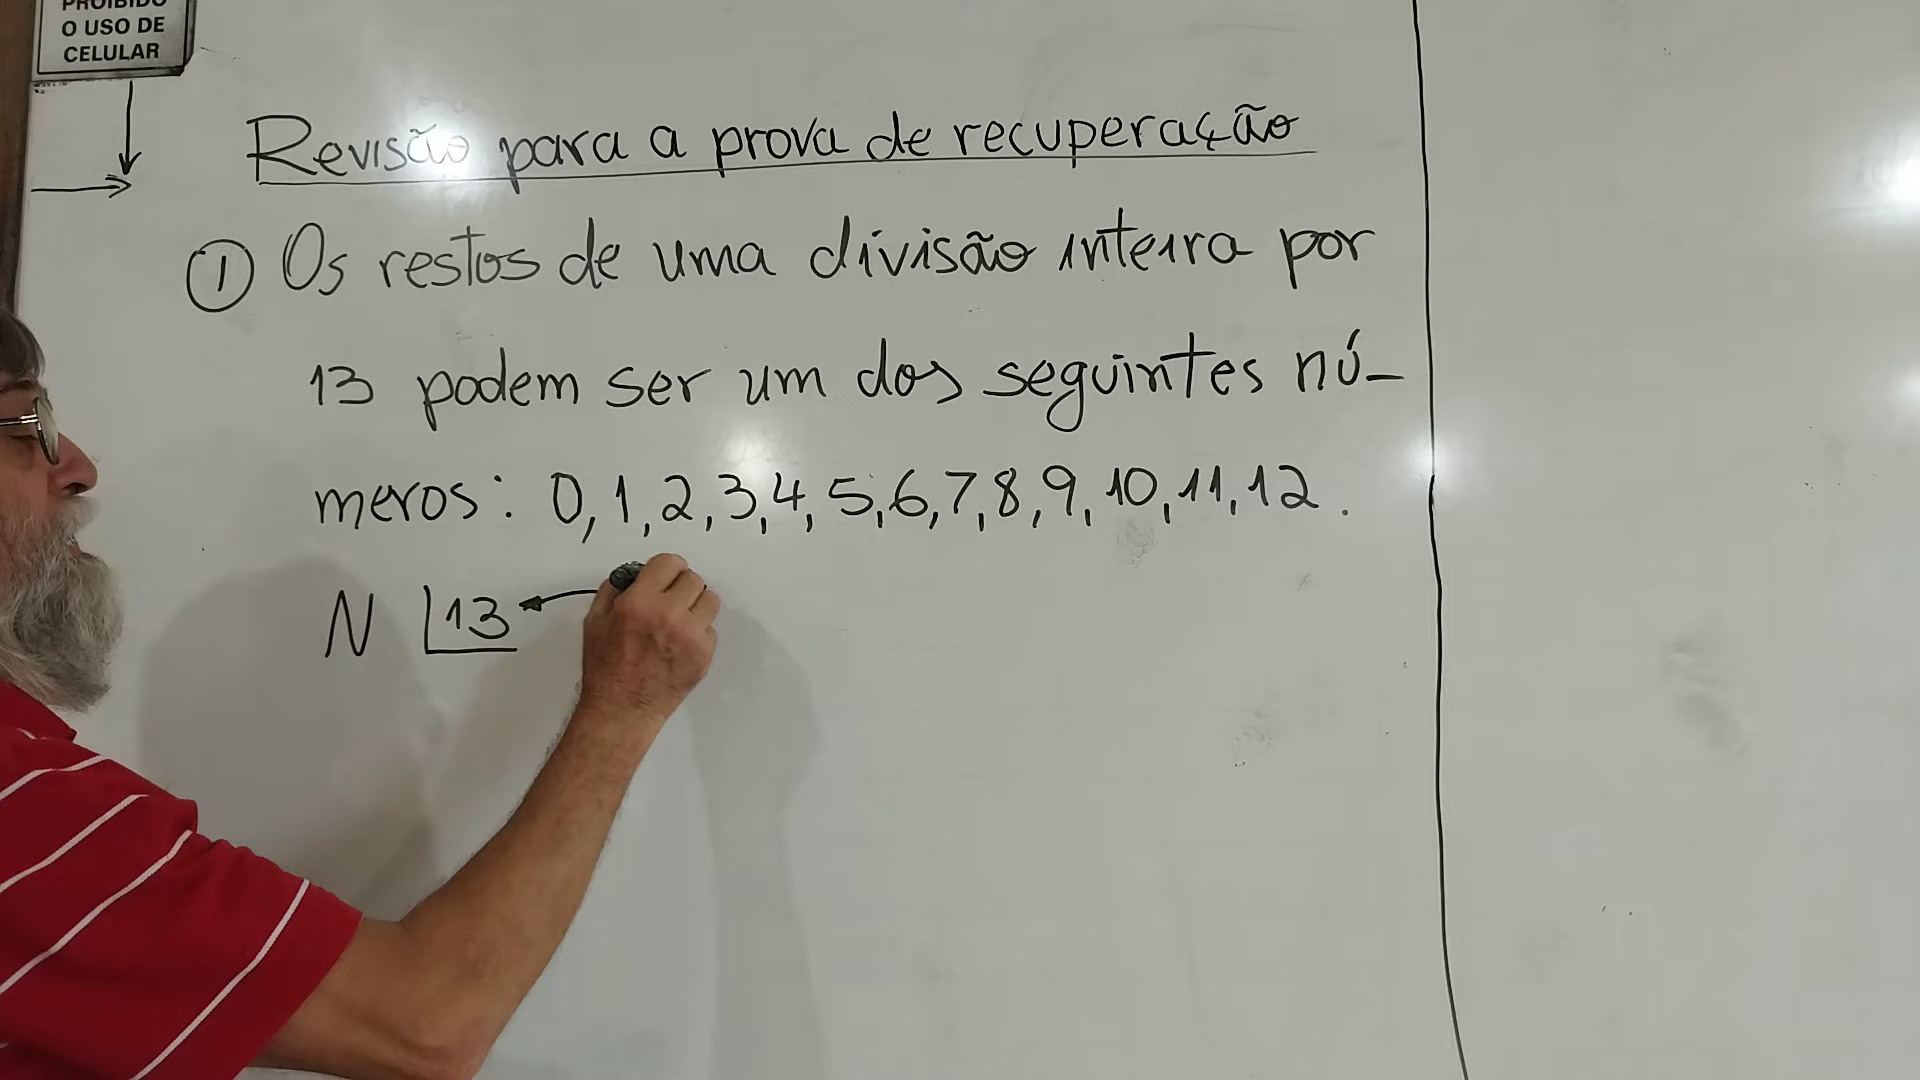 PROIBIDO
O USO DE
CELULAR
Revisão para a prova de recuperação
① Os restos de uma divisão inteira por
13 podem ser um dos seguintes nú-
meros: 0, 1, 2, 3, 4, 5, 6, 7, 8, 9, 10, 11, 12.
N 13